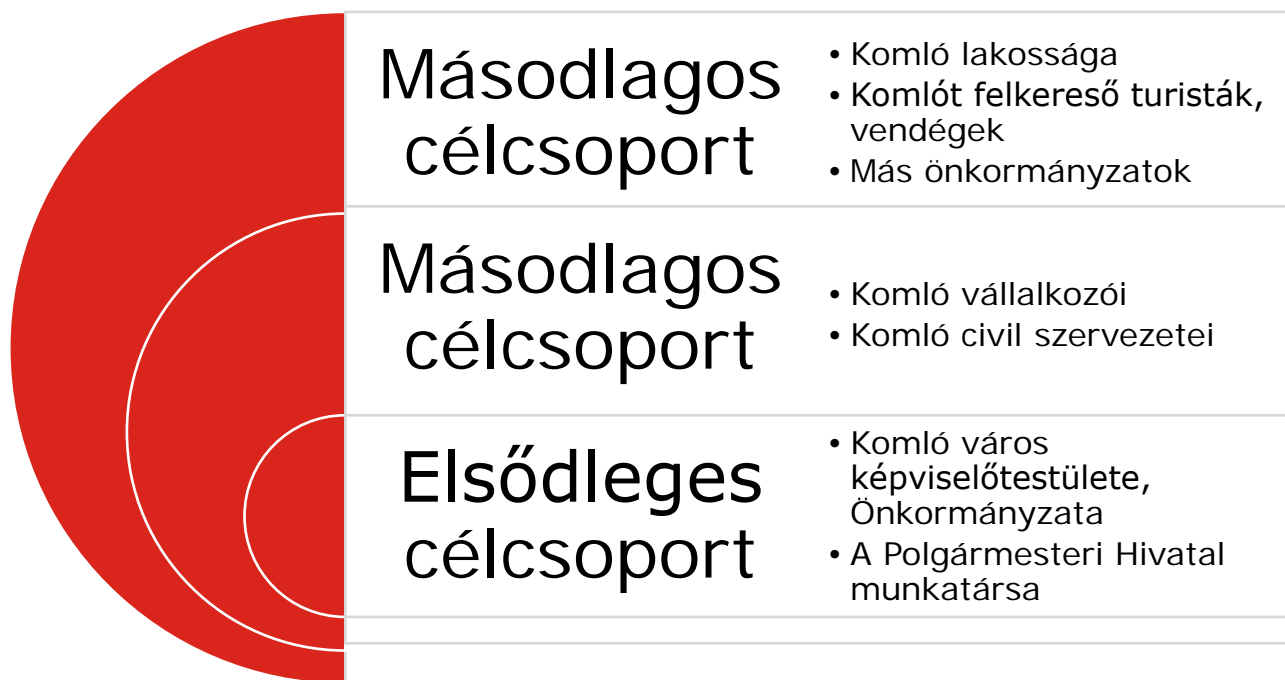 Másodlagos
célcsoport
• Komló lakossága
• Komlót felkereső turisták,
vendégek
• Más önkormányzatok
Másodlagos
célcsoport
• Komló vállalkozói
• Komló civil szervezetei
Elsődleges
célcsoport
• Komló város
képviselőtestülete,
Önkormányzata
• A Polgármesteri Hivatal
munkatársa